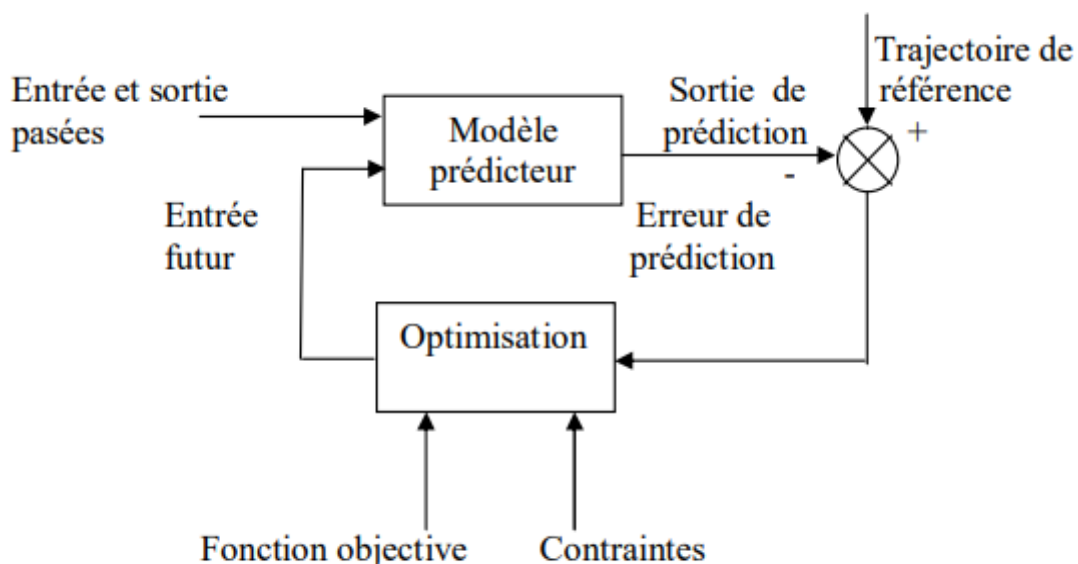 Entrée et sortie
pasées
Modèle
prédicteur
Sortie de
prédiction
Trajectoire de
référence
+
-
Entrée
futur
Erreur de
prédiction
Optimisation
Fonction objective
Contraintes